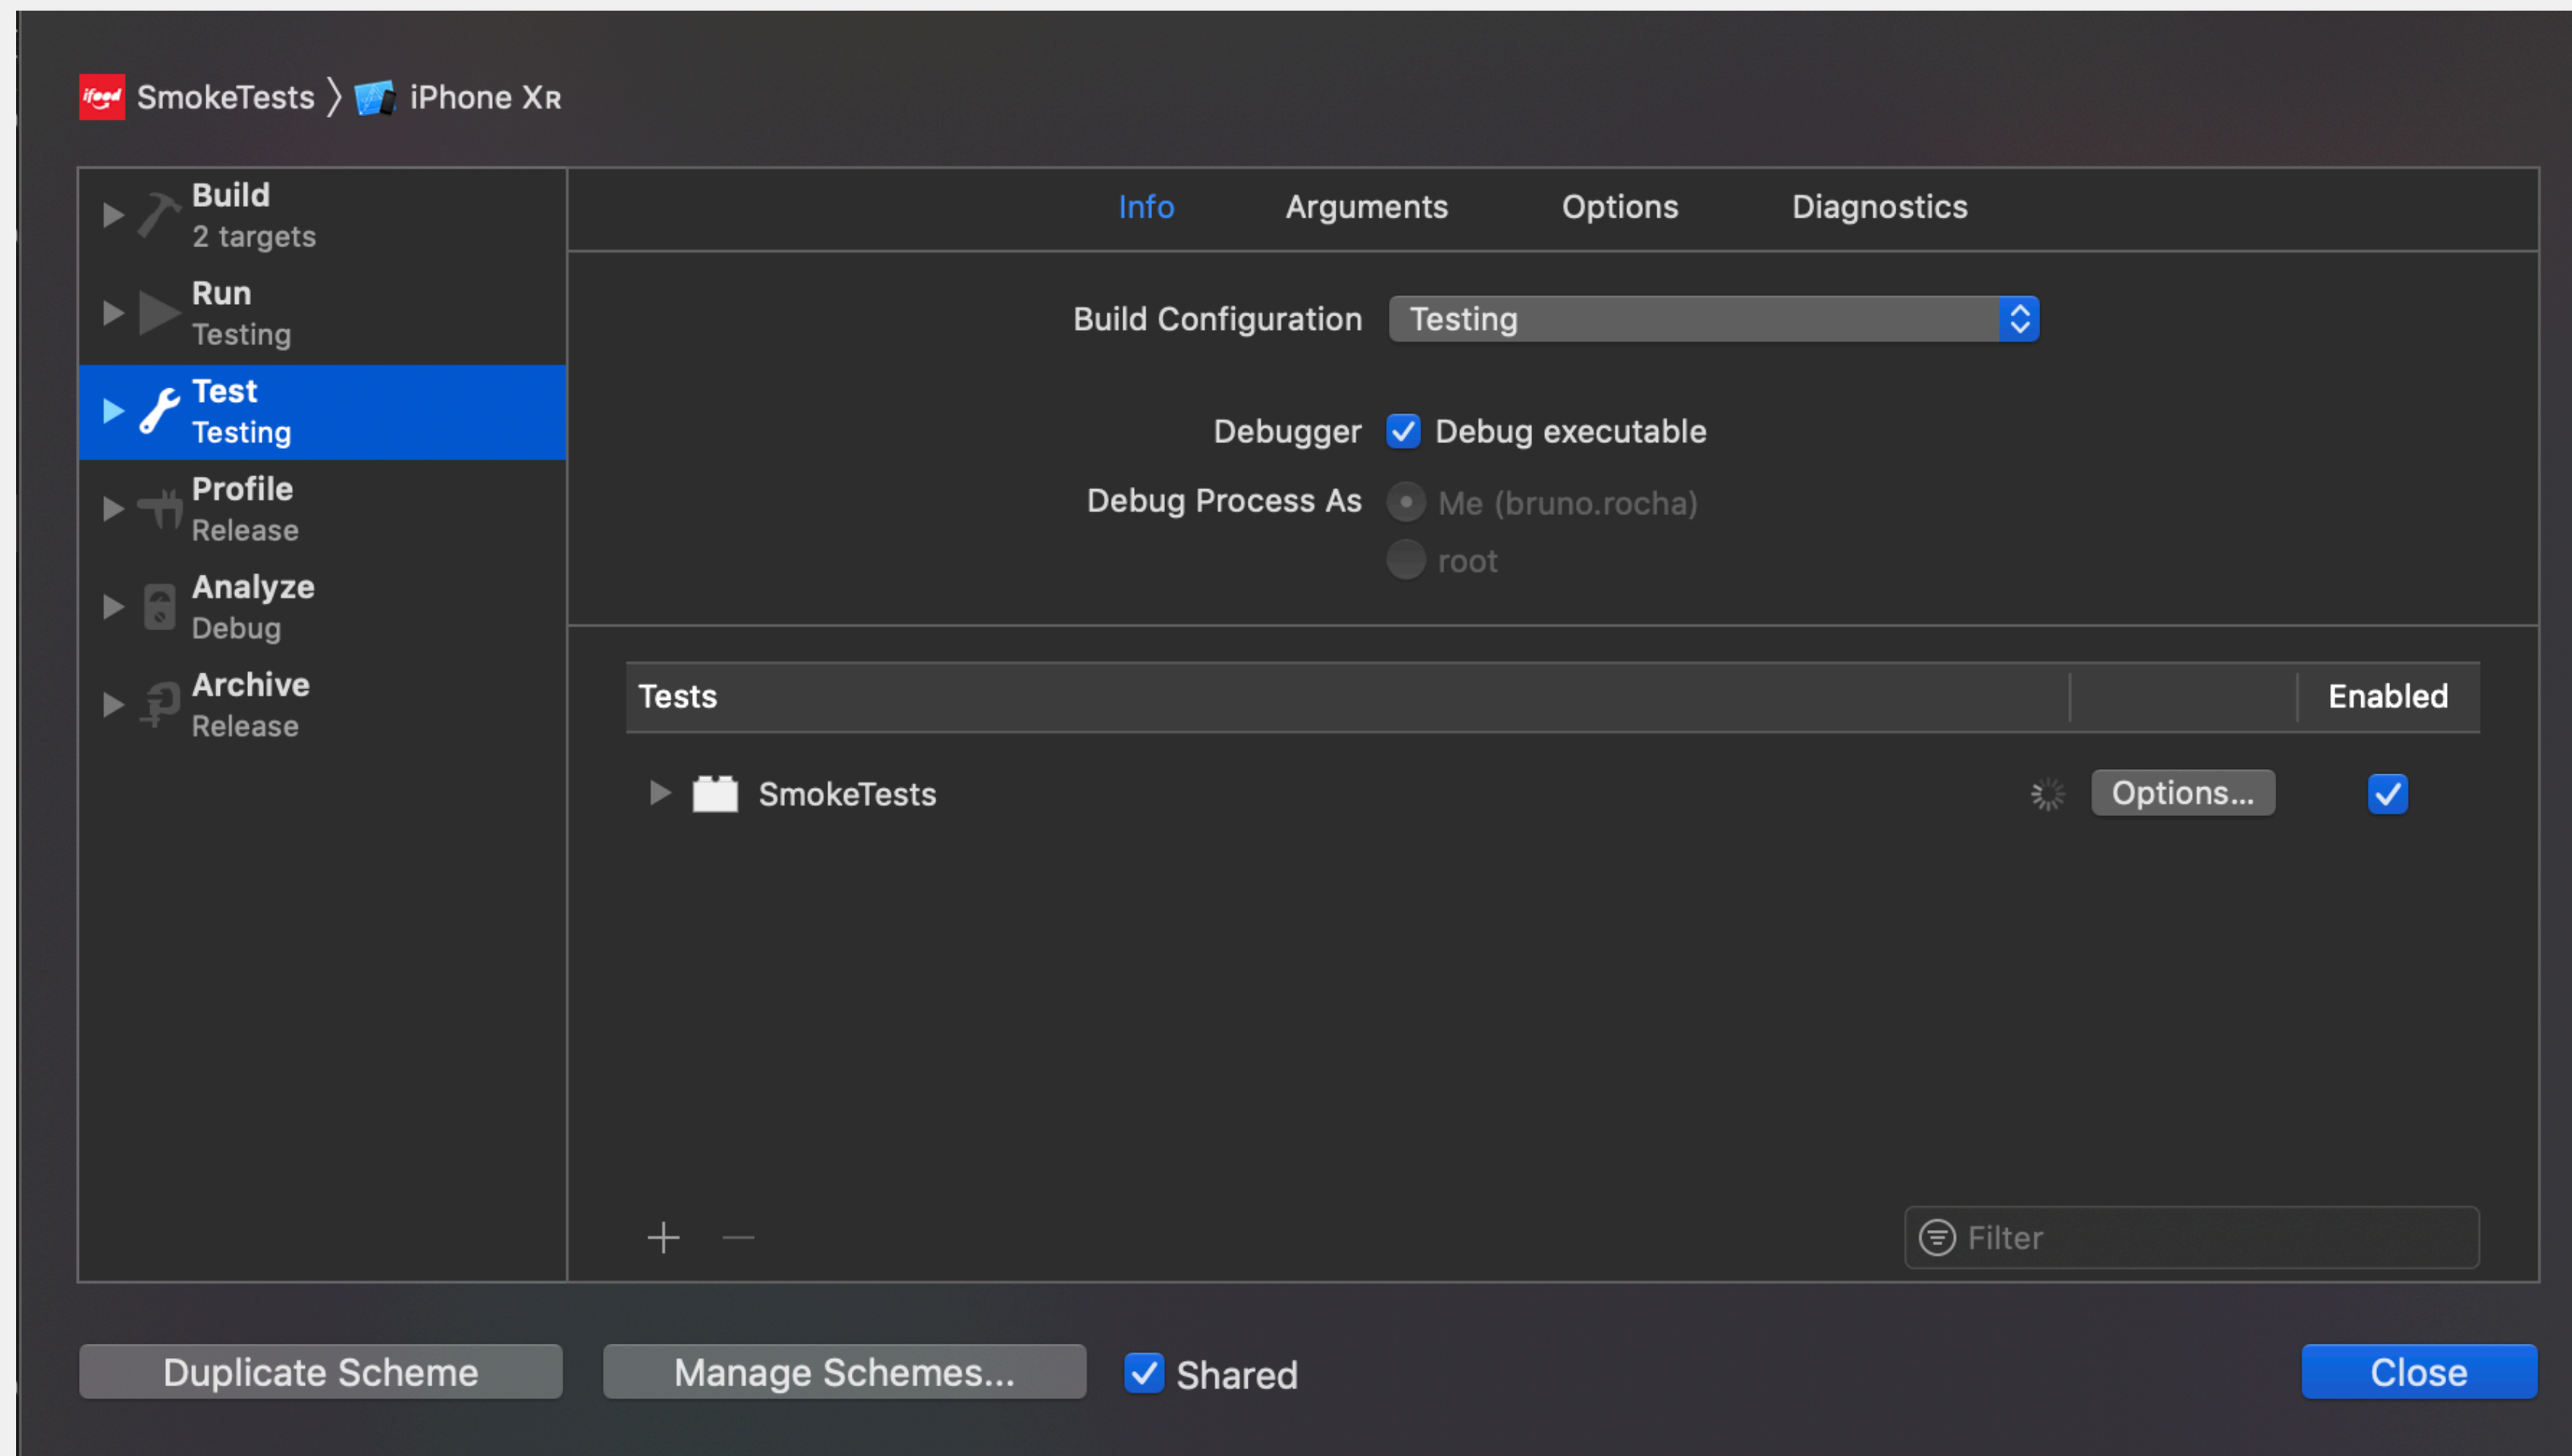 ifood SmokeTests 〉 iPhone XR
Build
2 targets
Run
Testing
Test
Testing
Profile
Release
Analyze
Debug
Archive
Release
Info Arguments Options Diagnostics
Build Configuration Testing
Debugger Debug executable
Debug Process As Me (bruno.rocha)
root
Tests Enabled
SmokeTests Options...
Filter
Duplicate Scheme Manage Schemes... Shared Close